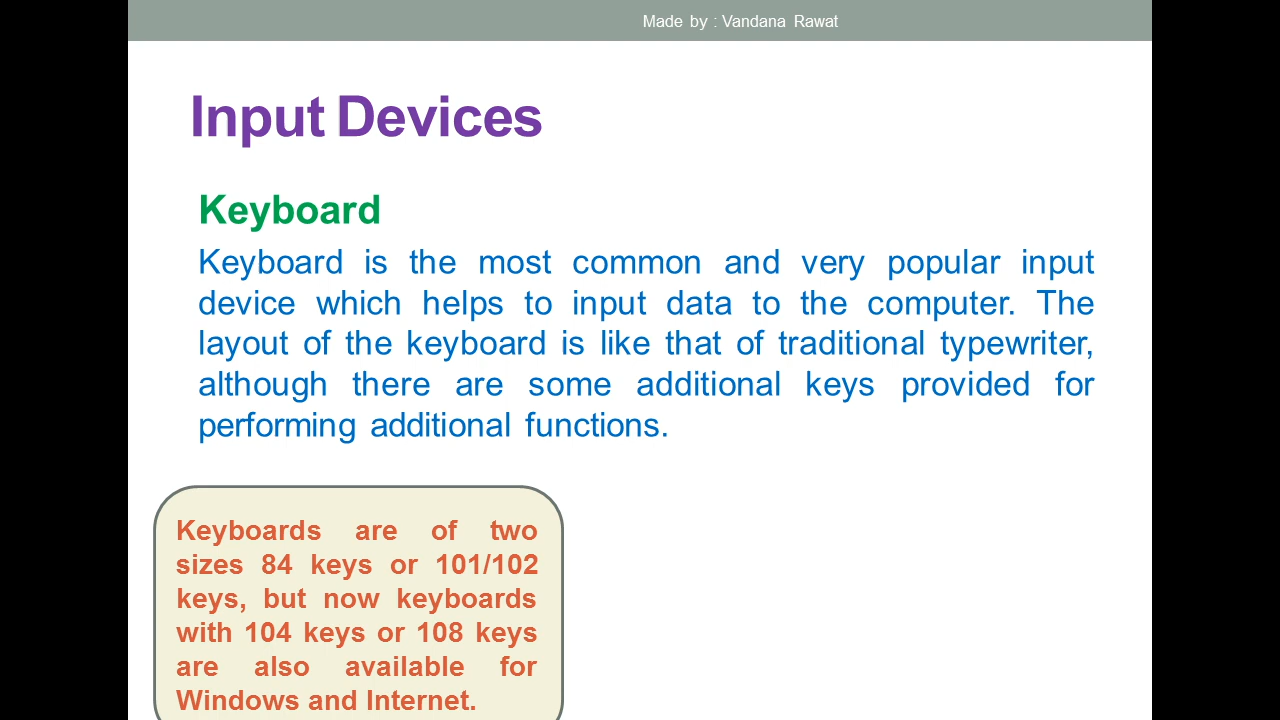 Made by : Vandana Rawat
Input Devices
Keyboard
Keyboard is the most common and very popular input
device which helps to input data to the computer. The
layout of the keyboard is like that of traditional typewriter,
although there are some additional keys provided for
performing additional functions.
Keyboards are of two
sizes 84 keys or 101/102
keys, but now keyboards
with 104 keys or 108 keys
are also available for
Windows and Internet.